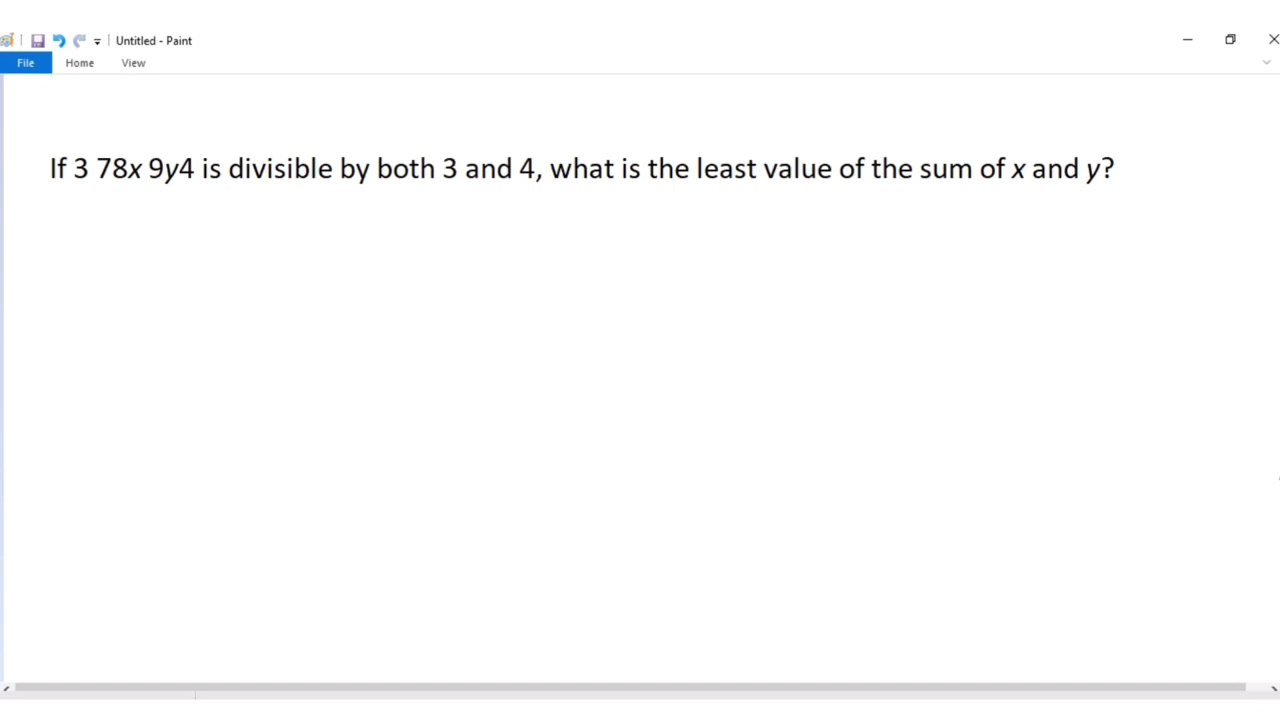 Untitled - Paint
File Home View
If 3 78x 9y4 is divisible by both 3 and 4, what is the least value of the sum of x and y?